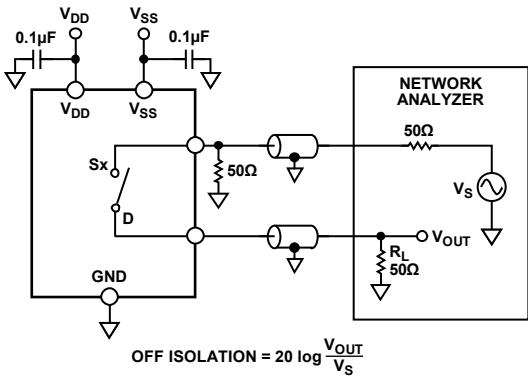 V_DD
V_SS
0.1µF
0.1µF
V_DD
V_SS
NETWORK
ANALYZER
50Ω
Sx
50Ω
V_S
D
V_OUT
R_L
50Ω
GND
OFF ISOLATION = 20 log V_OUT/V_S